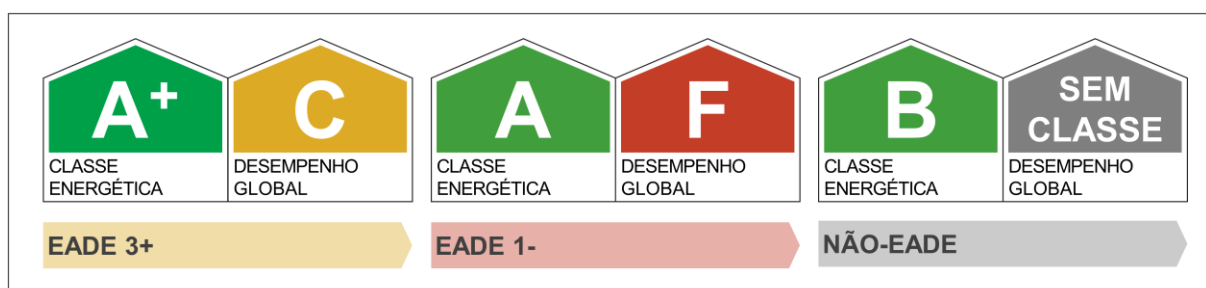 A+
CLASSE
ENERGÉTICA
C
DESEMPENHO
GLOBAL
EADE 3+
A
CLASSE
ENERGÉTICA
F
DESEMPENHO
GLOBAL
EADE 1-
B
CLASSE
ENERGÉTICA
SEM
CLASSE
DESEMPENHO
GLOBAL
NÃO-EADE